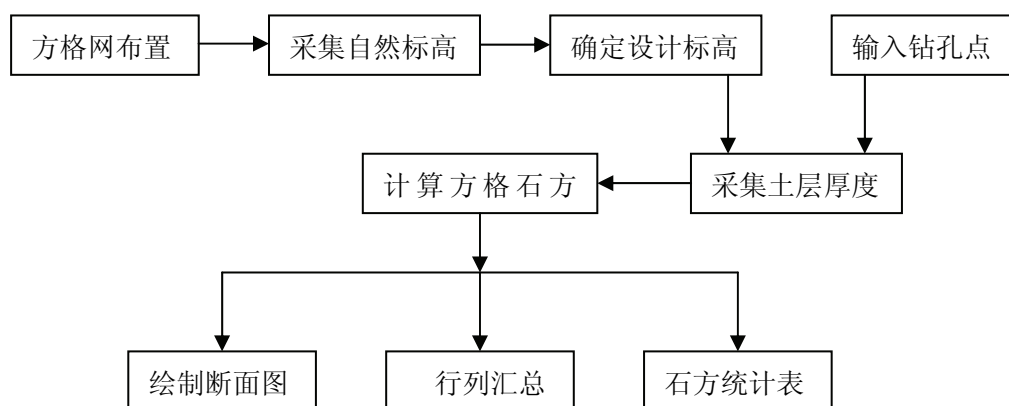 方格网布置
采集自然标高
确定设计标高
输入钻孔点
计算方格石方
采集土层厚度
绘制断面图
行列汇总
石方统计表